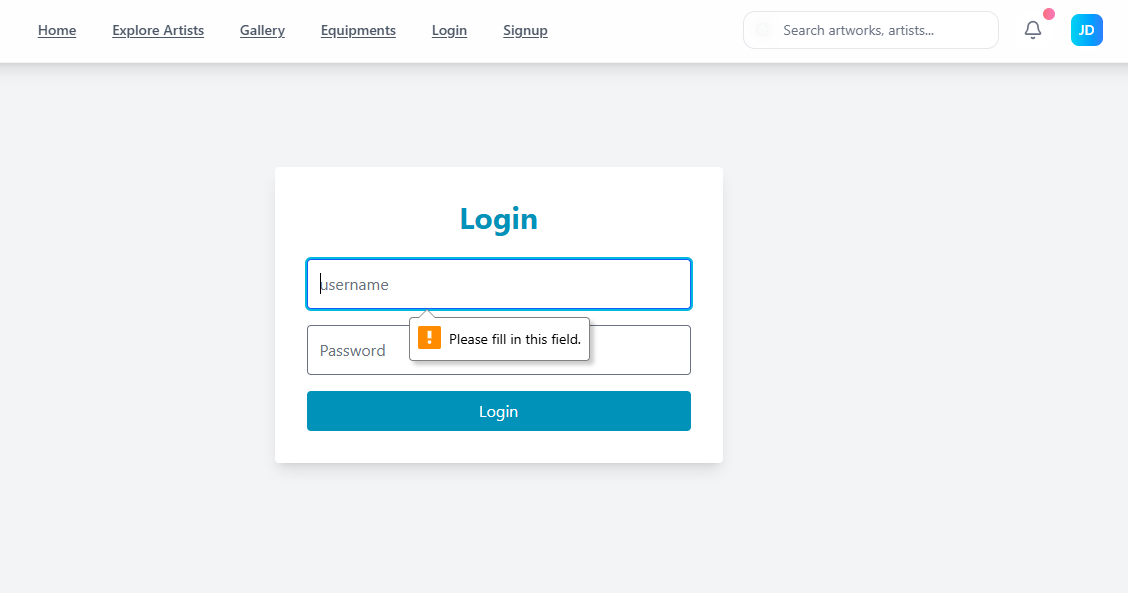 Home Explore Artists Gallery Equipments Login Signup Search artworks, artists... JD
Login
username
Please fill in this field.
Password
Login